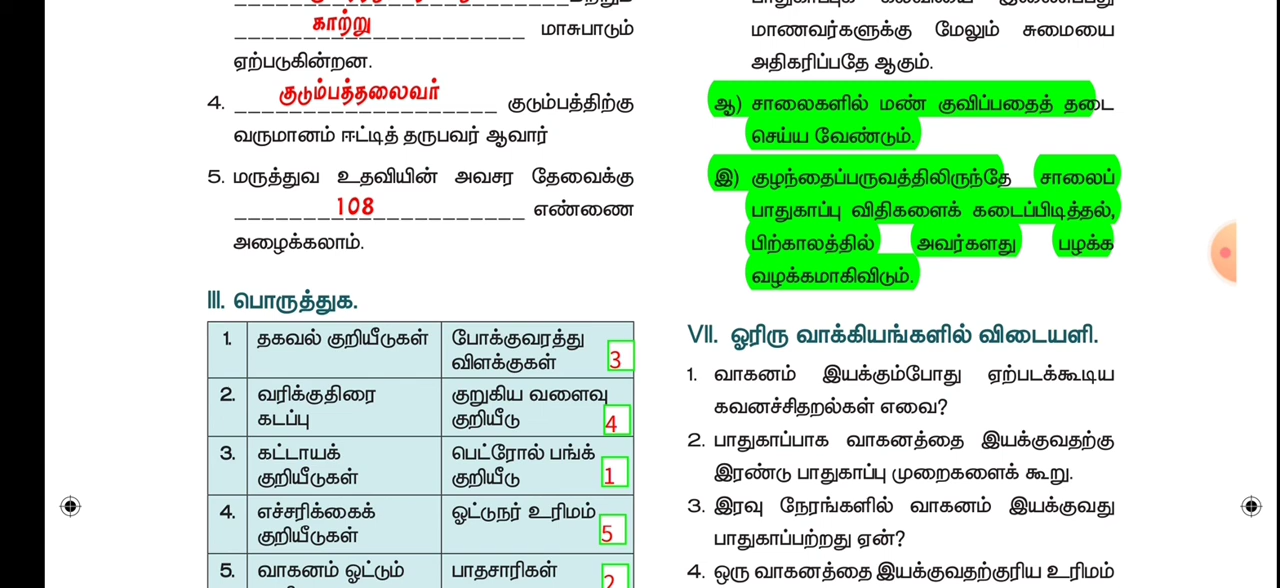 காற்று மாசுபாடும்
ஏற்படுகின்றன.
4. குடும்பத்தலைவர் குடும்பத்திற்கு
வருமானம் ஈட்டித் தருபவர் ஆவார்
5. மருத்துவ உதவியின் அவசர தேவைக்கு
108 எண்ணை
அழைக்கலாம்.
III. பொருத்துக.
1. தகவல் குறியீடுகள் போக்குவரத்து
விளக்குகள் 3
2. வரிக்குதிரை குறுகிய வளைவு
கடப்பு குறியீடு 4
3. கட்டாயக் பெட்ரோல் பங்க்
குறியீடுகள் குறியீடு 1
4. எச்சரிக்கைக் ஓட்டுநர் உரிமம்
குறியீடுகள் 5
5. வாகனம் ஓட்டும் பாதசாரிகள் 2
மாணவர்களுக்கு மேலும் சுமையை
அதிகரிப்பதே ஆகும்.
ஆ) சாலைகளில் மண் குவிப்பதைத் தடை
செய்ய வேண்டும்.
இ) குழந்தைப்பருவத்திலிருந்தே சாலைப்
பாதுகாப்பு விதிகளைக் கடைப்பிடித்தல்,
பிற்காலத்தில் அவர்களது பழக்க
வழக்கமாகிவிடும்.
VII. ஓரிரு வாக்கியங்களில் விடையளி.
1. வாகனம் இயக்கும்போது ஏற்படக்கூடிய
கவனச்சிதறல்கள் எவை?
2. பாதுகாப்பாக வாகனத்தை இயக்குவதற்கு
இரண்டு பாதுகாப்பு முறைகளைக் கூறு.
3. இரவு நேரங்களில் வாகனம் இயக்குவது
பாதுகாப்பற்றது ஏன்?
4. ஒரு வாகனத்தை இயக்குவதற்குரிய உரிமம்